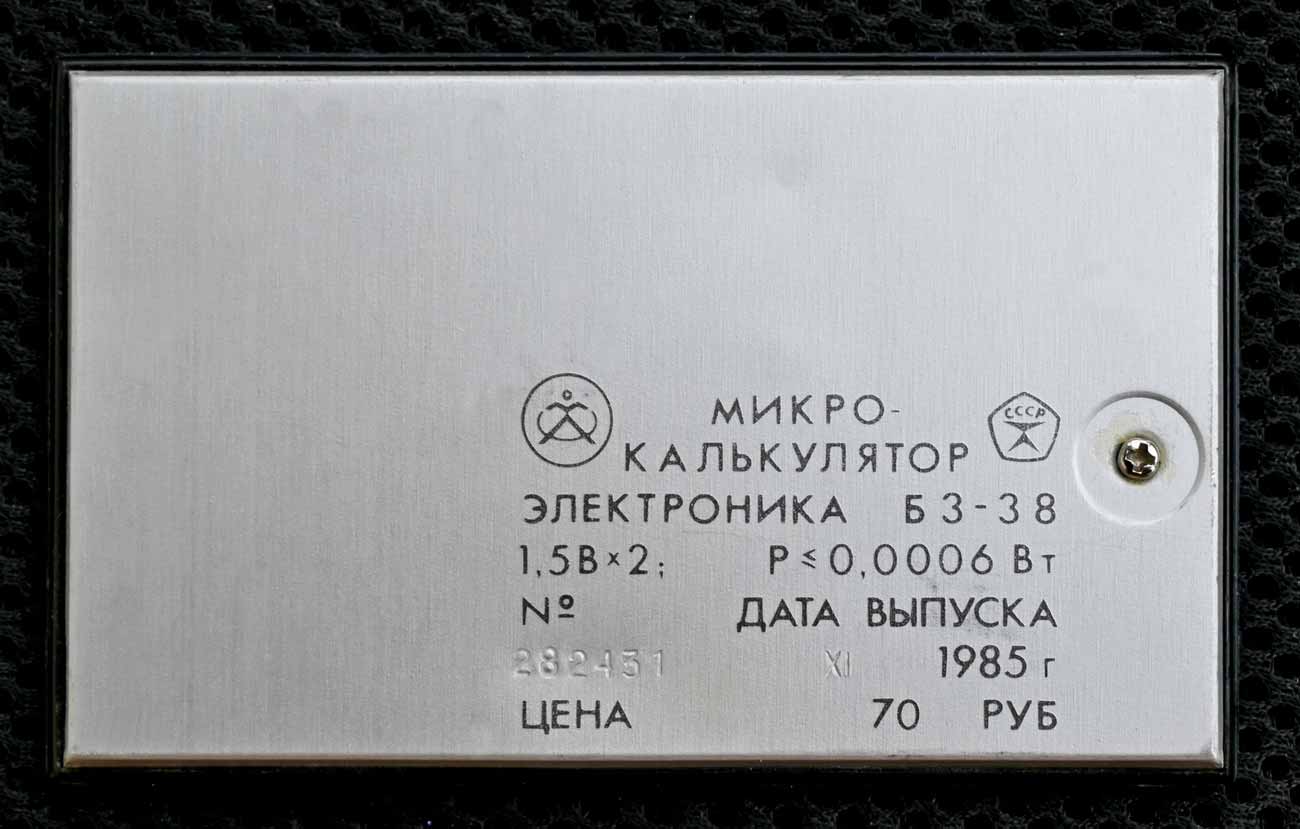 МИКРО-
СССР
КАЛЬКУЛЯТОР
ЭЛЕКТРОНИКА Б3-38
1,5В×2; Р≤0,0006 Вт
№ ДАТА ВЫПУСКА
282431 XI 1985 г
ЦЕНА 70 РУБ